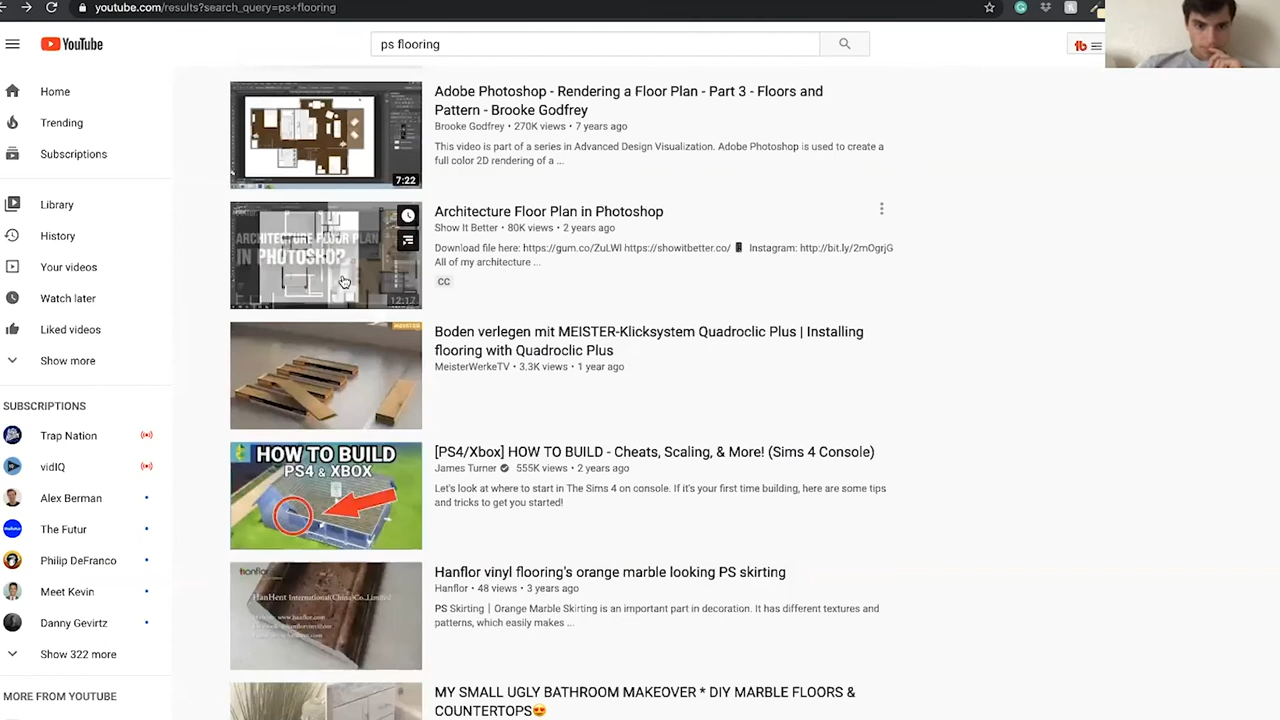 youtube.com/results?search_query=ps+flooring
YouTube
ps flooring
tb
Home
Trending
Subscriptions
Library
History
Your videos
Watch later
Liked videos
Show more
SUBSCRIPTIONS
Trap Nation
vidIQ
Alex Berman
The Futur
Philip DeFranco
Meet Kevin
Danny Gevirtz
Show 322 more
MORE FROM YOUTUBE
7:22
Adobe Photoshop - Rendering a Floor Plan - Part 3 - Floors and
Pattern - Brooke Godfrey
Brooke Godfrey • 270K views • 7 years ago
This video is part of a series in Advanced Design Visualization. Adobe Photoshop is used to create a
full color 2D rendering of a ...
ARCHITECTURE FLOOR PLAN
IN PHOTOSHOP
12:17
Architecture Floor Plan in Photoshop
Show It Better • 80K views • 2 years ago
Download file here: https://gum.co/ZuLWI https://showitbetter.co/ 📱 Instagram: http://bit.ly/2mOgrjG
All of my architecture ...
CC
MEISTER
Boden verlegen mit MEISTER-Klicksystem Quadroclic Plus | Installing
flooring with Quadroclic Plus
MeisterWerkeTV • 3.3K views • 1 year ago
HOW TO BUILD
PS4 & XBOX
[PS4/Xbox] HOW TO BUILD - Cheats, Scaling, & More! (Sims 4 Console)
James Turner • 555K views • 2 years ago
Let's look at where to start in The Sims 4 on console. If it's your first time building, here are some tips
and tricks to get you started!
hanflor
HanHent International(China)Co.,Limited
Hanflor vinyl flooring's orange marble looking PS skirting
Hanflor • 48 views • 3 years ago
PS Skirting | Orange Marble Skirting is an important part in decoration. It has different textures and
patterns, which easily makes ...
MY SMALL UGLY BATHROOM MAKEOVER * DIY MARBLE FLOORS &
COUNTERTOPS😍